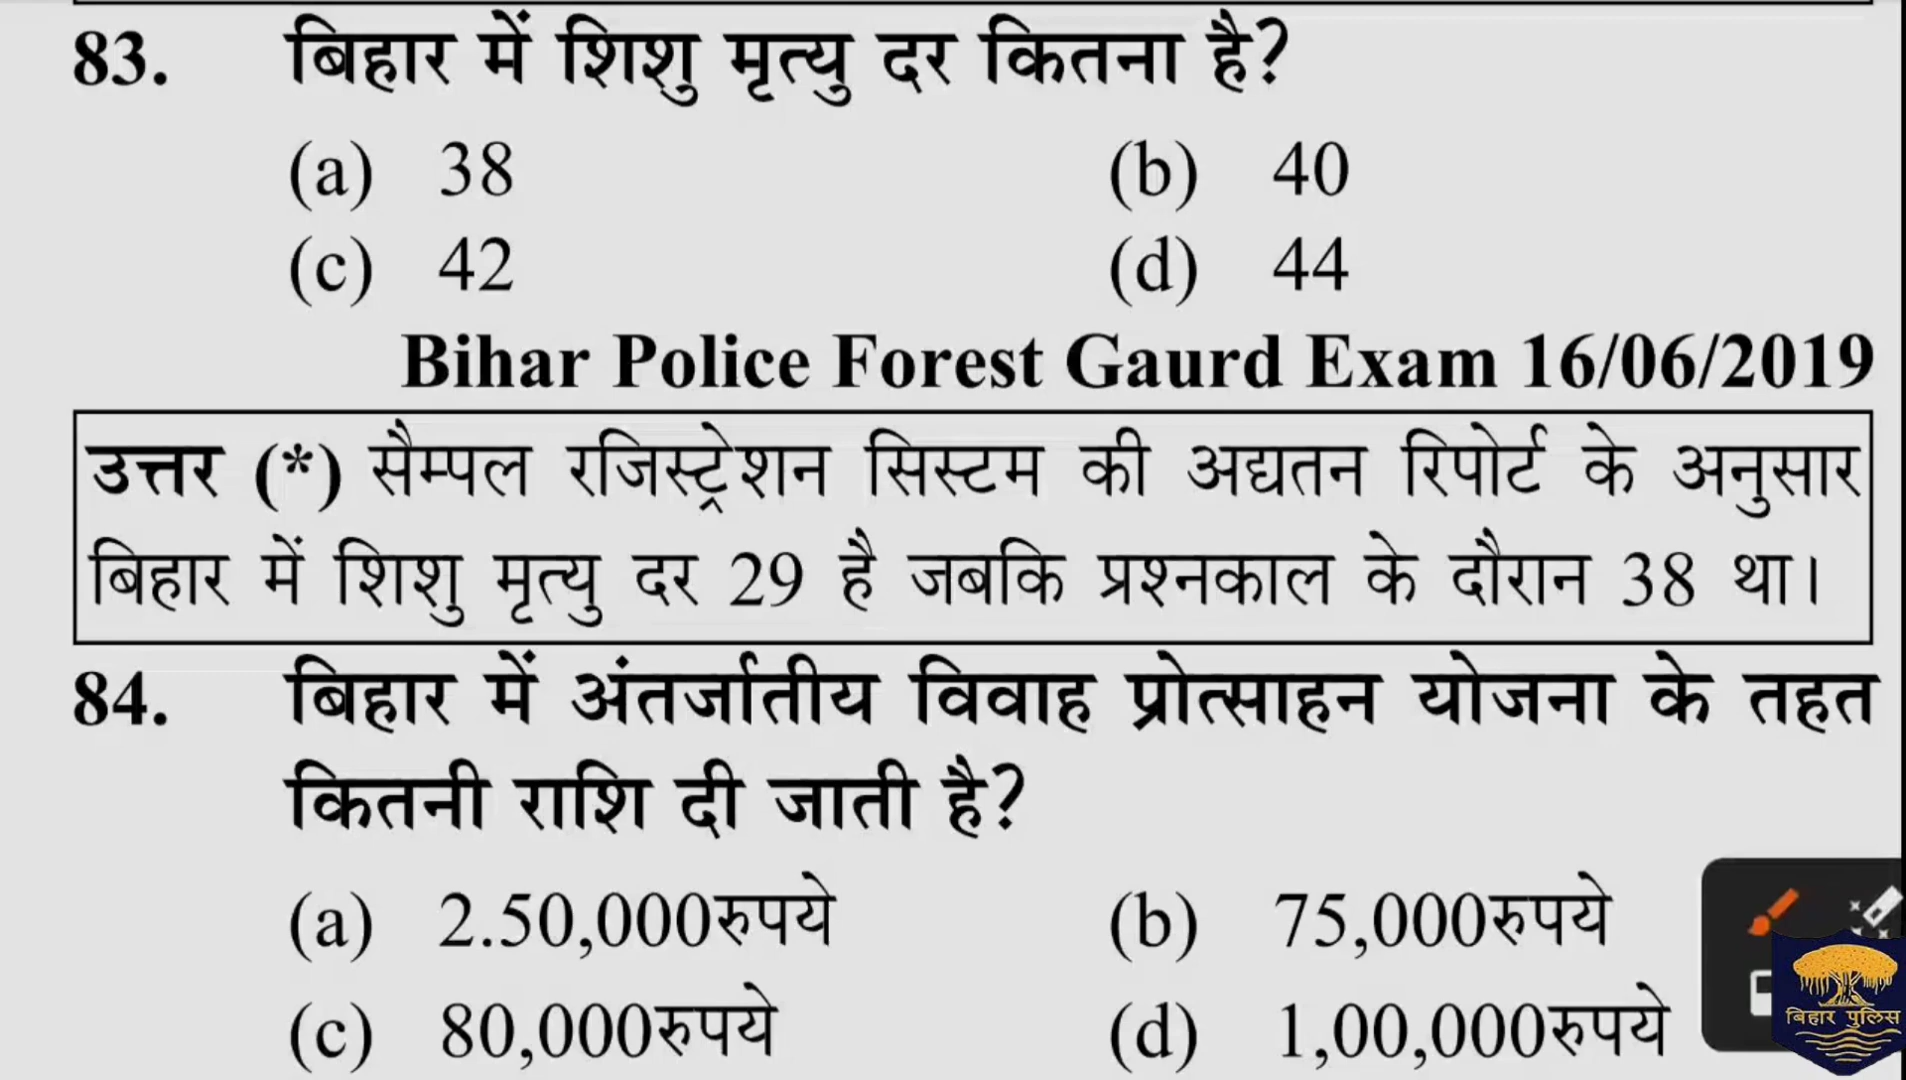 83. बिहार में शिशु मृत्यु दर कितना है?
(a) 38 (b) 40
(c) 42 (d) 44
Bihar Police Forest Gaurd Exam 16/06/2019
उत्तर (*) सैम्पल रजिस्ट्रेशन सिस्टम की अद्यतन रिपोर्ट के अनुसार
बिहार में शिशु मृत्यु दर 29 है जबकि प्रश्नकाल के दौरान 38 था।
84. बिहार में अंतर्जातीय विवाह प्रोत्साहन योजना के तहत
कितनी राशि दी जाती है?
(a) 2.50,000रुपये (b) 75,000रुपये
(c) 80,000रुपये (d) 1,00,000रुपये
बिहार पुलिस